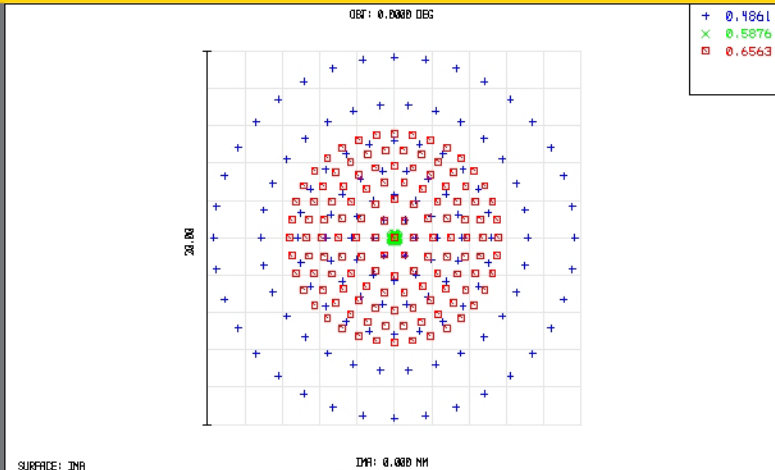 OBJ: 0.0000 DEG
+ 0.4861
× 0.5876
0.6563
20.00
IMA: 0.000 MM
SURFACE: IMA